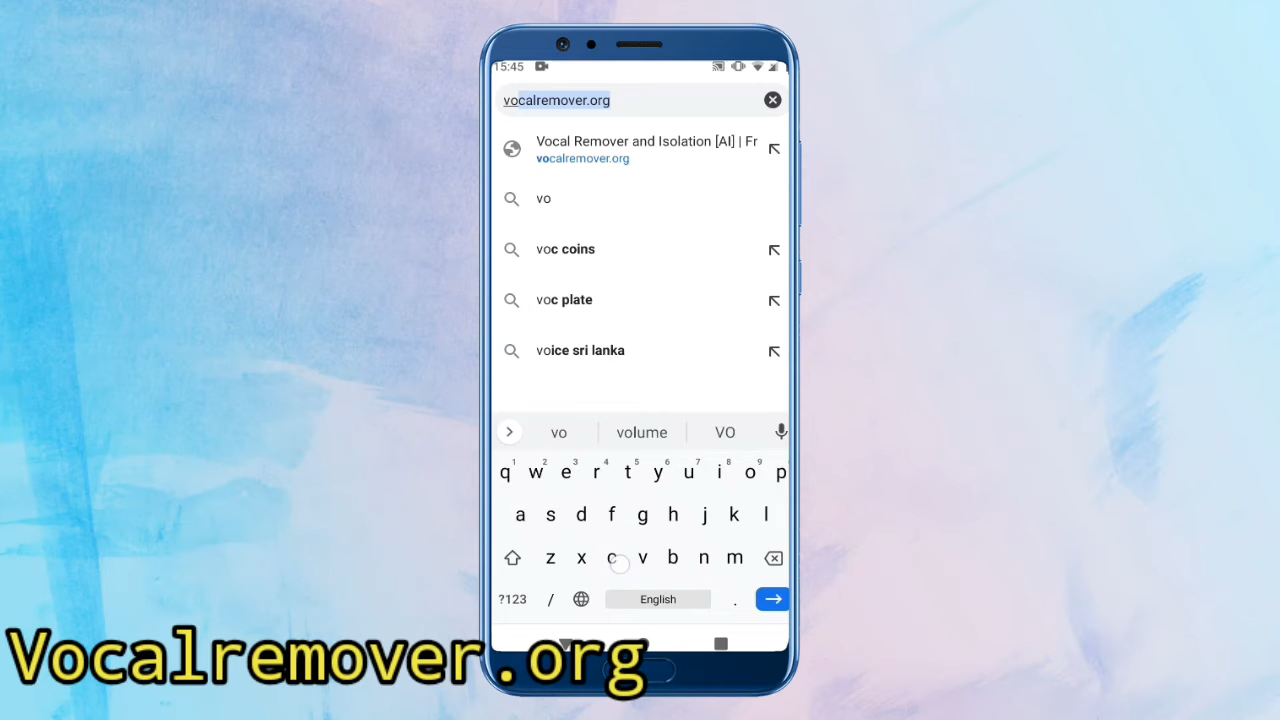 15:45
vocalremover.org
Vocal Remover and Isolation [AI] | Fr
vocalremover.org
vo
voc coins
voc plate
voice sri lanka
vo volume VO
1 2 3 4 5 6 7 8 9
q w e r t y u i o p
a s d f g h j k l
z x c v b n m
?123 / English .
Vocalremover.org